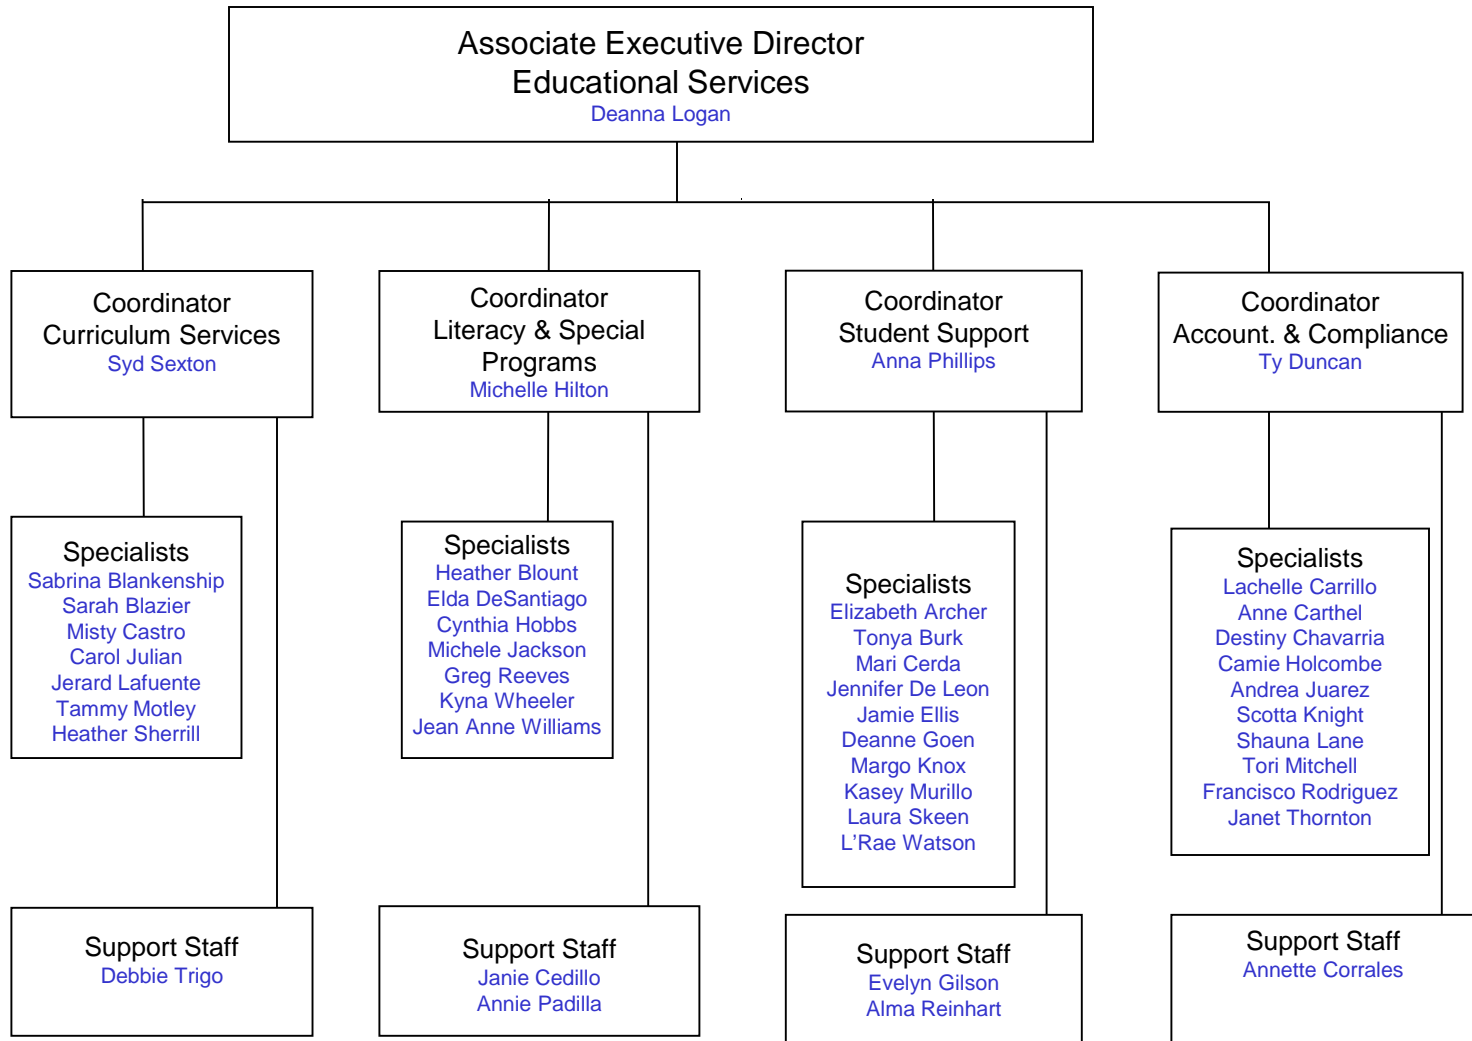 Associate Executive Director
Educational Services
Deanna Logan
Coordinator
Curriculum Services
Syd Sexton
Coordinator
Literacy & Special
Programs
Michelle Hilton
Coordinator
Student Support
Anna Phillips
Coordinator
Account. & Compliance
Ty Duncan
Specialists
Sabrina Blankenship
Sarah Blazier
Misty Castro
Carol Julian
Jerard Lafuente
Tammy Motley
Heather Sherrill
Specialists
Heather Blount
Elda DeSantiago
Cynthia Hobbs
Michele Jackson
Greg Reeves
Kyna Wheeler
Jean Anne Williams
Specialists
Elizabeth Archer
Tonya Burk
Mari Cerda
Jennifer De Leon
Jamie Ellis
Deanne Goen
Margo Knox
Kasey Murillo
Laura Skeen
L'Rae Watson
Specialists
Lachelle Carrillo
Anne Carthel
Destiny Chavarria
Camie Holcombe
Andrea Juarez
Scotta Knight
Shauna Lane
Tori Mitchell
Francisco Rodriguez
Janet Thornton
Support Staff
Debbie Trigo
Support Staff
Janie Cedillo
Annie Padilla
Support Staff
Evelyn Gilson
Alma Reinhart
Support Staff
Annette Corrales